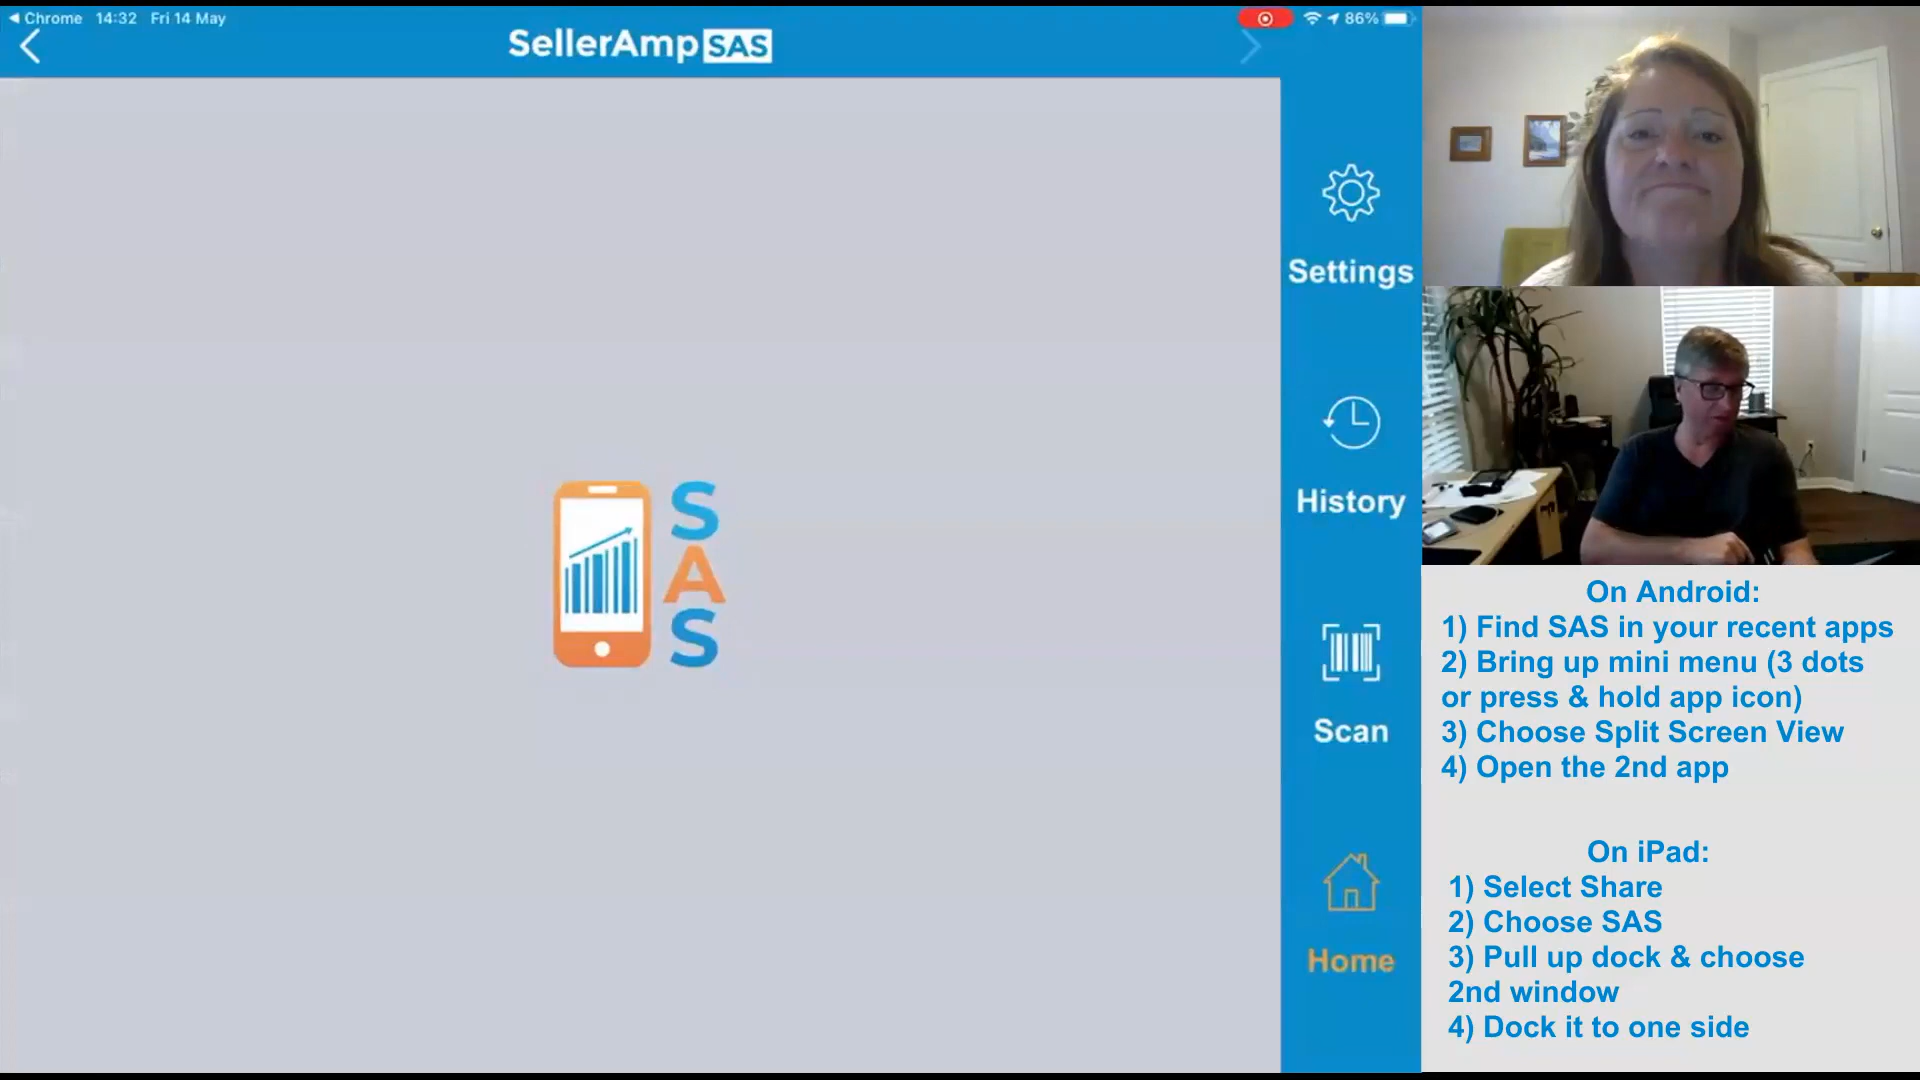 Chrome 14:32 Fri 14 May
86%
SellerAmp SAS
Settings
History
S
A
S
Scan
Home
On Android:
1) Find SAS in your recent apps
2) Bring up mini menu (3 dots
or press & hold app icon)
3) Choose Split Screen View
4) Open the 2nd app
On iPad:
1) Select Share
2) Choose SAS
3) Pull up dock & choose
2nd window
4) Dock it to one side